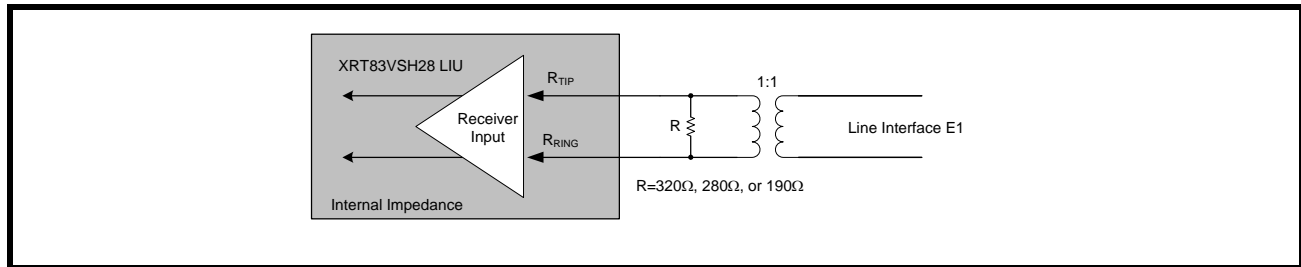 XRT83VSH28 LIU
RTIP
1:1
Receiver
Input
R
RRING
Line Interface E1
R=320Ω, 280Ω, or 190Ω
Internal Impedance